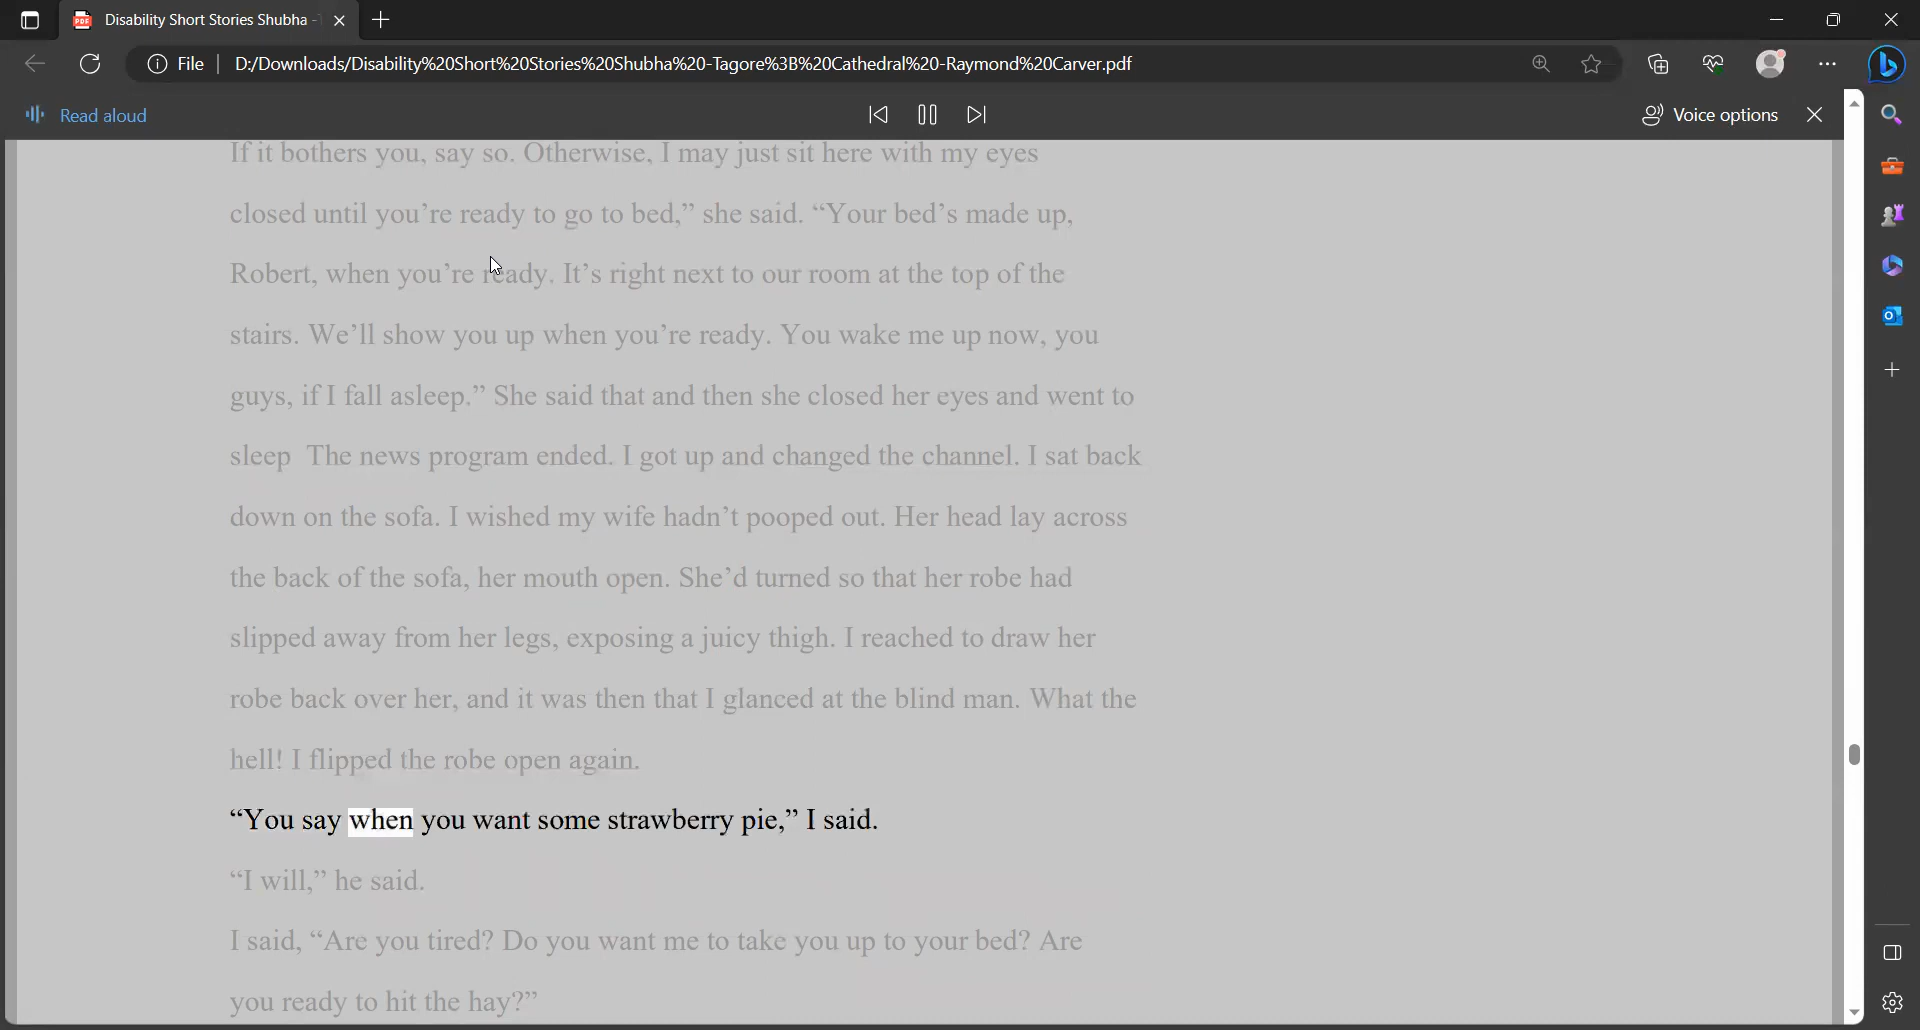 Disability Short Stories Shubha -
File
D:/Downloads/Disability%20Short%20Stories%20Shubha%20-Tagore%3B%20Cathedral%20-Raymond%20Carver.pdf
Read aloud
Voice options
If it bothers you, say so. Otherwise, I may just sit here with my eyes
closed until you’re ready to go to bed,” she said. “Your bed’s made up,
Robert, when you’re ready. It’s right next to our room at the top of the
stairs. We’ll show you up when you’re ready. You wake me up now, you
guys, if I fall asleep.” She said that and then she closed her eyes and went to
sleep The news program ended. I got up and changed the channel. I sat back
down on the sofa. I wished my wife hadn’t pooped out. Her head lay across
the back of the sofa, her mouth open. She’d turned so that her robe had
slipped away from her legs, exposing a juicy thigh. I reached to draw her
robe back over her, and it was then that I glanced at the blind man. What the
hell! I flipped the robe open again.
“You say when you want some strawberry pie,” I said.
“I will,” he said.
I said, “Are you tired? Do you want me to take you up to your bed? Are
you ready to hit the hay?”